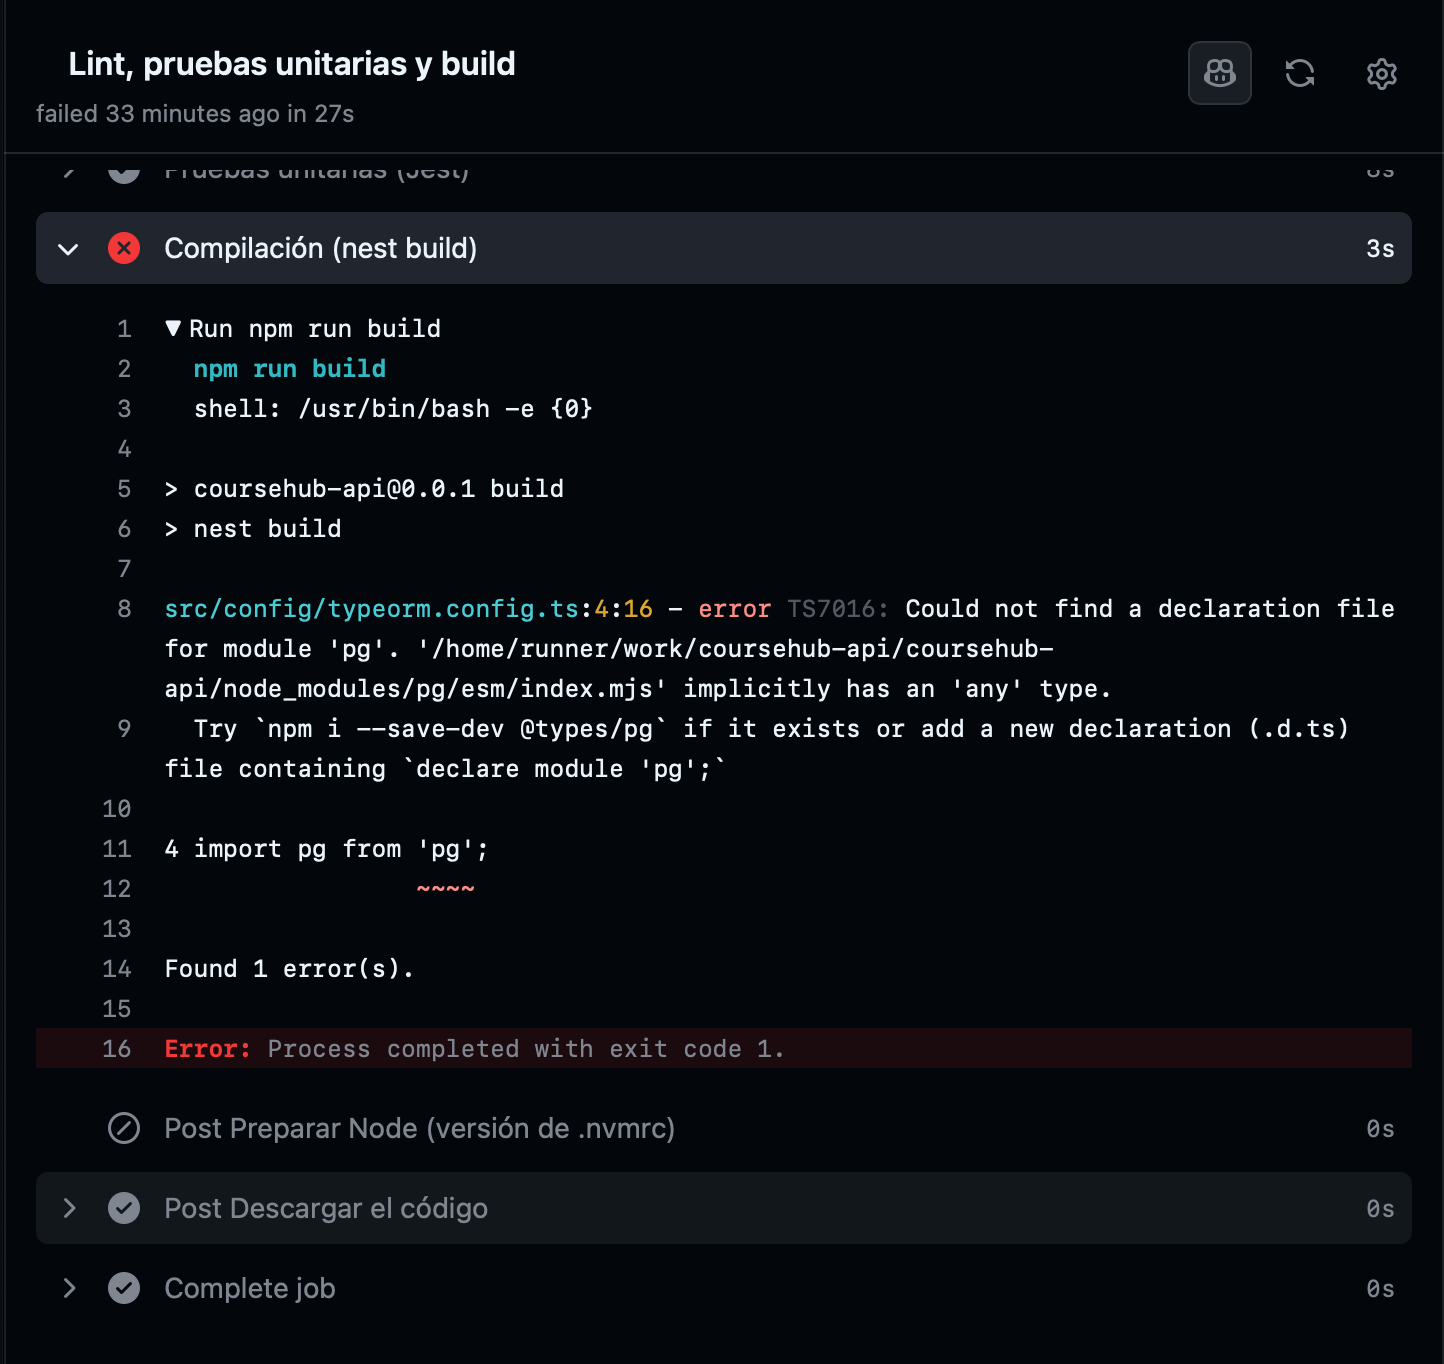 Lint, pruebas unitarias y build
failed 33 minutes ago in 27s
Pruebas unitarias (Jest) 8s
Compilación (nest build) 3s
1 ▼ Run npm run build
2 npm run build
3 shell: /usr/bin/bash -e {0}
4
5 > coursehub-api@0.0.1 build
6 > nest build
7
8 src/config/typeorm.config.ts:4:16 - error TS7016: Could not find a declaration file
for module 'pg'. '/home/runner/work/coursehub-api/coursehub-
api/node_modules/pg/esm/index.mjs' implicitly has an 'any' type.
9 Try `npm i --save-dev @types/pg` if it exists or add a new declaration (.d.ts)
file containing `declare module 'pg';`
10
11 4 import pg from 'pg';
12 ~~~~
13
14 Found 1 error(s).
15
16 Error: Process completed with exit code 1.
Post Preparar Node (versión de .nvmrc) 0s
Post Descargar el código 0s
Complete job 0s